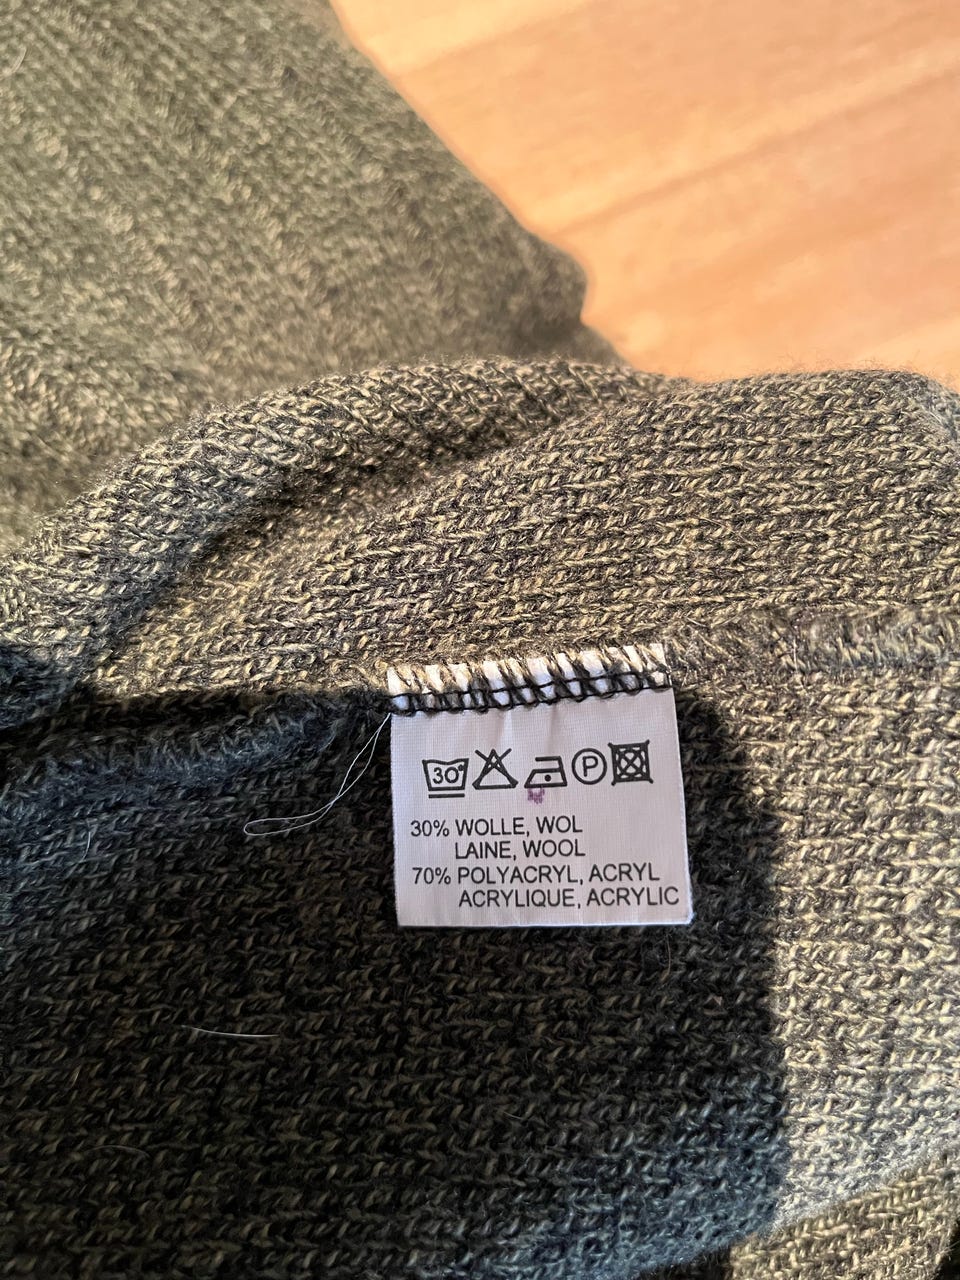 30° P
30% WOLLE, WOL
LAINE, WOOL
70% POLYACRYL, ACRYL
ACRYLIQUE, ACRYLIC